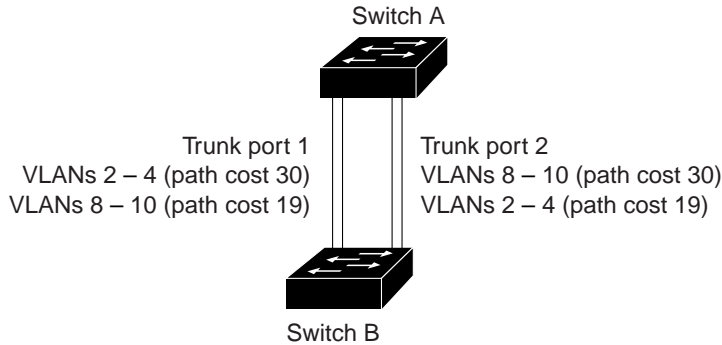 Switch A
Trunk port 1
VLANs 2 – 4 (path cost 30)
VLANs 8 – 10 (path cost 19)
Trunk port 2
VLANs 8 – 10 (path cost 30)
VLANs 2 – 4 (path cost 19)
Switch B